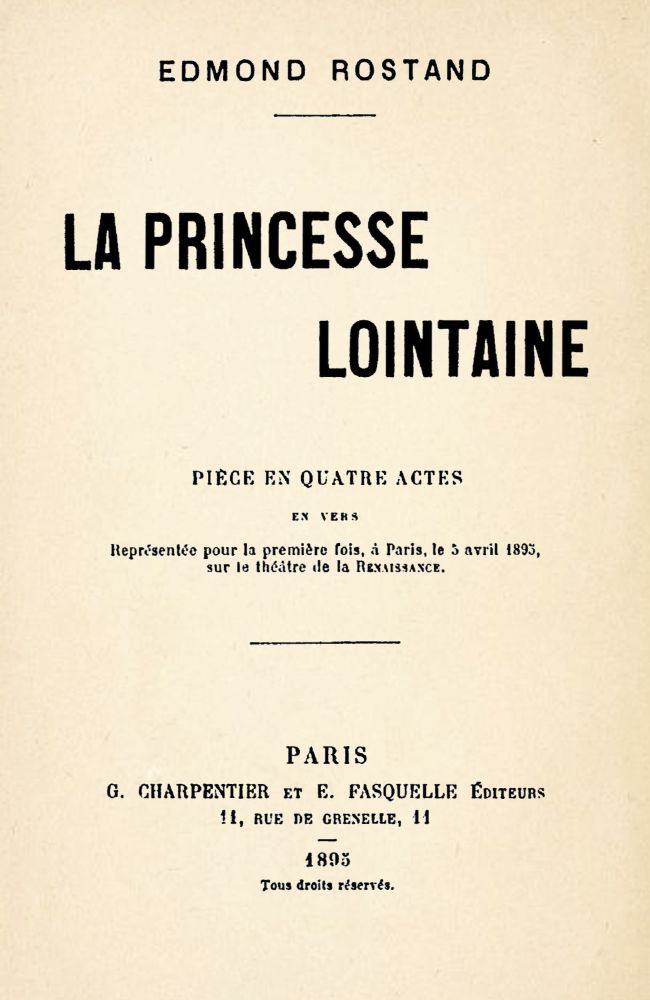 EDMOND ROSTAND
LA PRINCESSE
LOINTAINE
PIÈCE EN QUATRE ACTES
EN VERS
Représentée pour la première fois, à Paris, le 5 avril 1895,
sur le théâtre de la RENAISSANCE.
PARIS
G. CHARPENTIER ET E. FASQUELLE ÉDITEURS
11, RUE DE GRENELLE, 11
1895
Tous droits réservés.